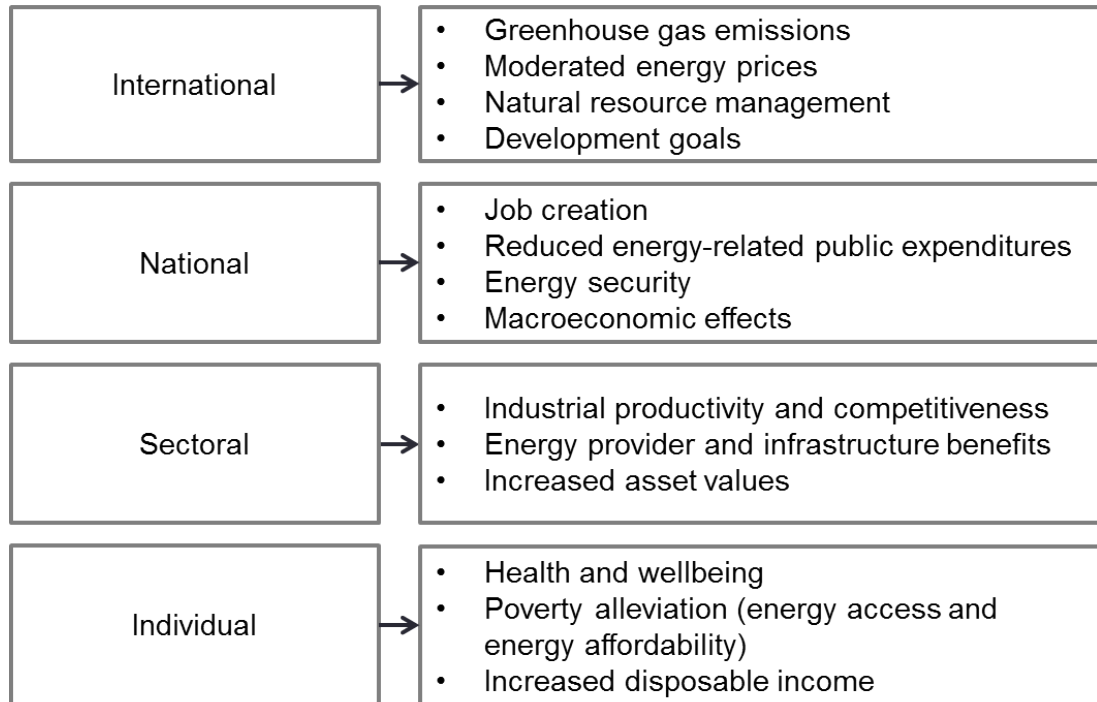 International
• Greenhouse gas emissions
• Moderated energy prices
• Natural resource management
• Development goals
National
• Job creation
• Reduced energy-related public expenditures
• Energy security
• Macroeconomic effects
Sectoral
• Industrial productivity and competitiveness
• Energy provider and infrastructure benefits
• Increased asset values
Individual
• Health and wellbeing
• Poverty alleviation (energy access and
energy affordability)
• Increased disposable income